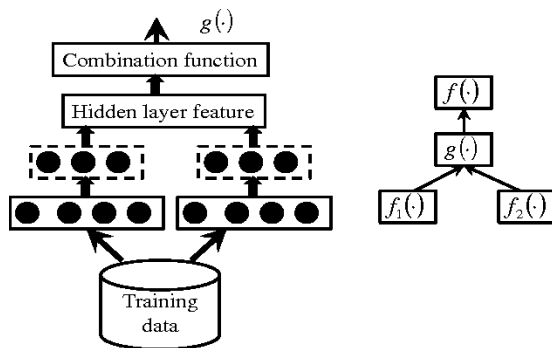 g(·)
Combination function
Hidden layer feature
Training
data
f(·)
g(·)
f₁(·)
f₂(·)